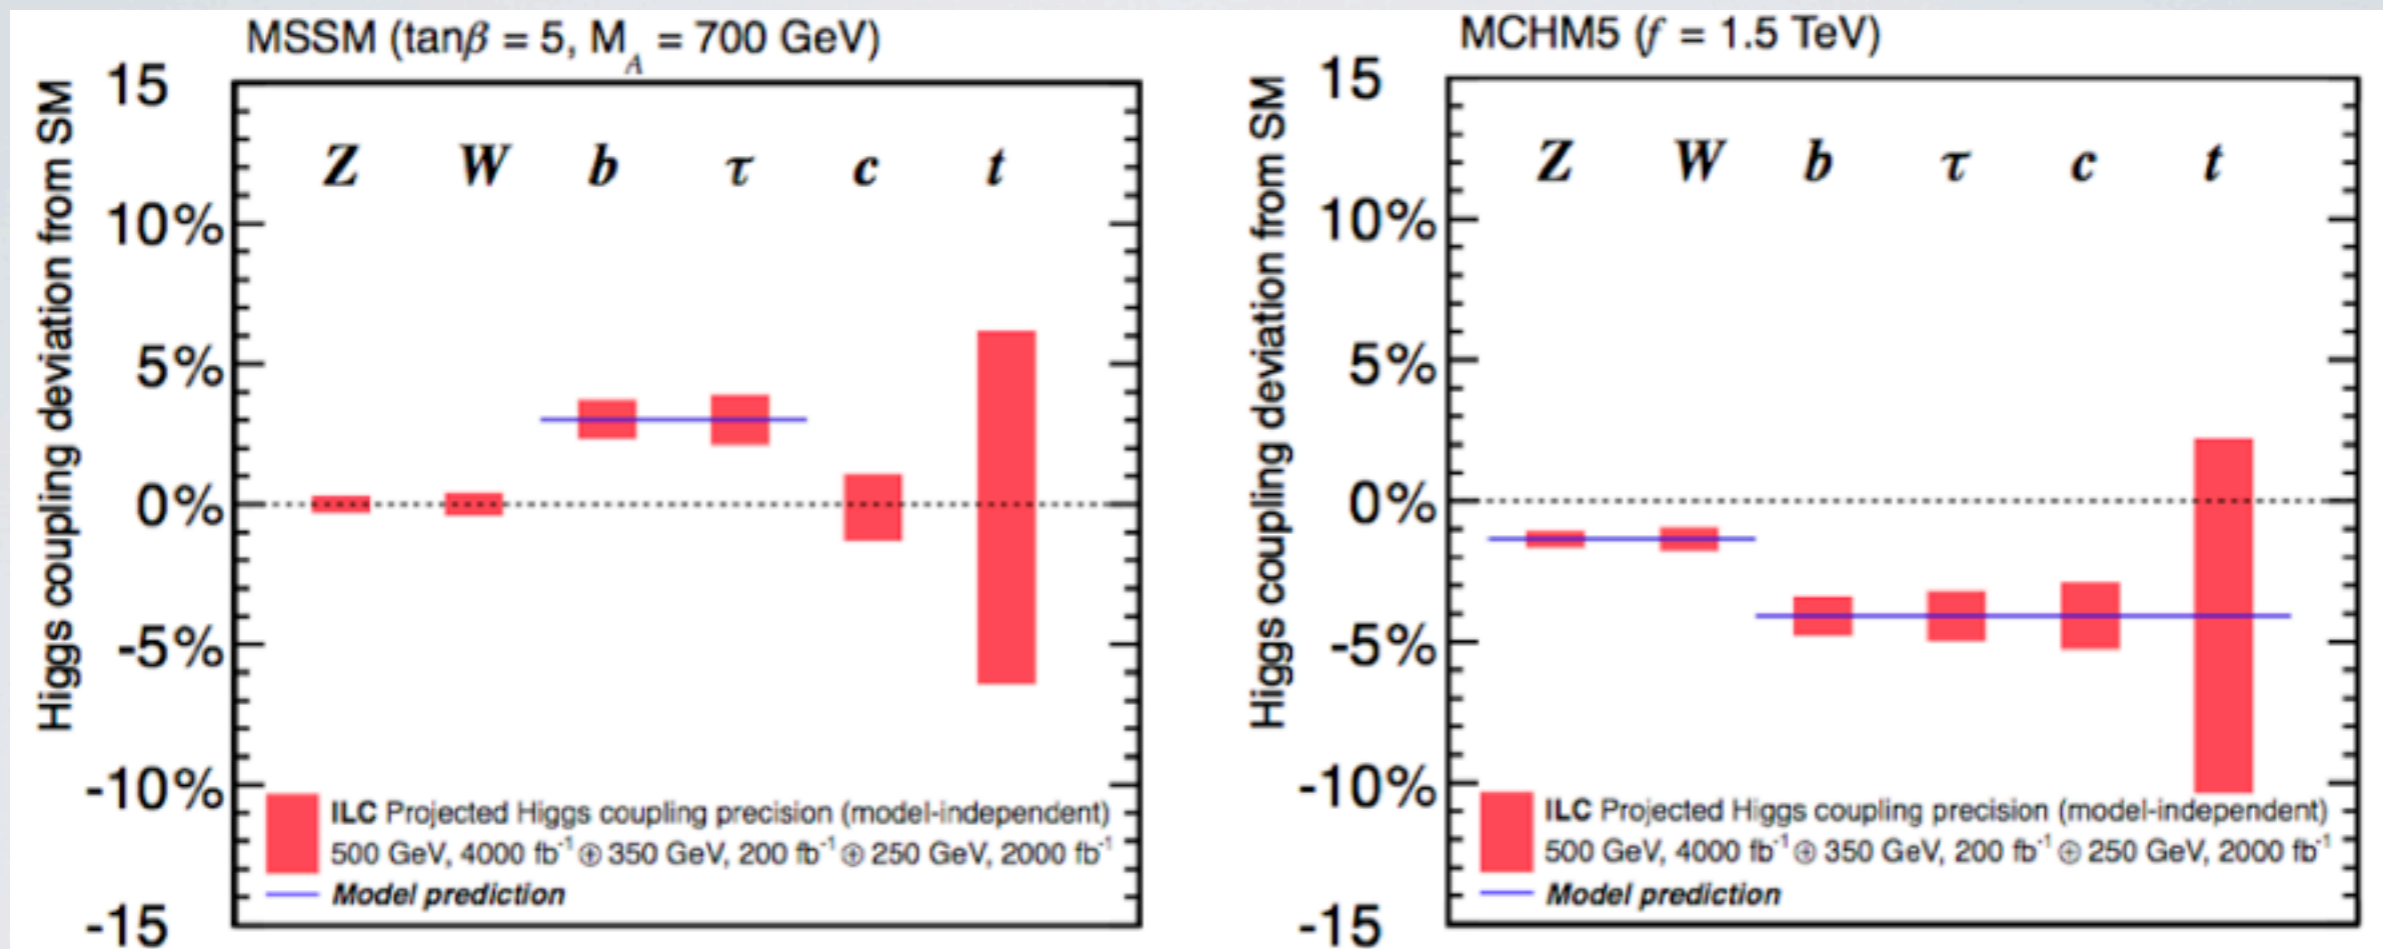 MSSM (tanβ = 5, M_A = 700 GeV)
Higgs coupling deviation from SM
15
10%
5%
0%
-5%
-10%
-15
Z W b τ c t
ILC Projected Higgs coupling precision (model-independent)
500 GeV, 4000 fb⁻¹ ⊕ 350 GeV, 200 fb⁻¹ ⊕ 250 GeV, 2000 fb⁻¹
Model prediction
MCHM5 (f = 1.5 TeV)
Higgs coupling deviation from SM
15
10%
5%
0%
-5%
-10%
-15
Z W b τ c t
ILC Projected Higgs coupling precision (model-independent)
500 GeV, 4000 fb⁻¹ ⊕ 350 GeV, 200 fb⁻¹ ⊕ 250 GeV, 2000 fb⁻¹
Model prediction